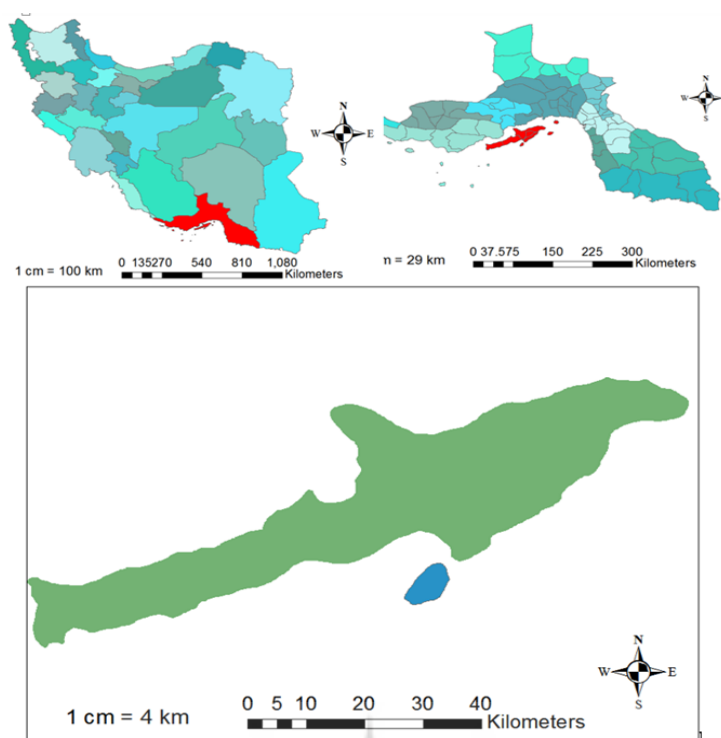 N
W E
S
1 cm = 100 km
0 135270 540 810 1,080
Kilometers
N
W E
S
n = 29 km
0 37.575 150 225 300
Kilometers
N
W E
S
1 cm = 4 km
0 5 10 20 30 40
Kilometers